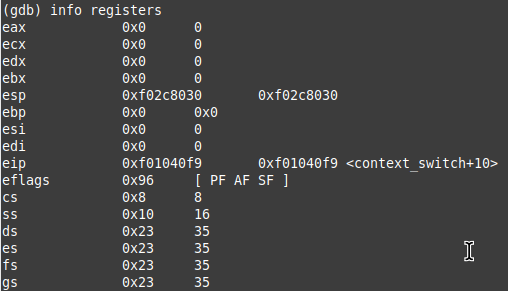 (gdb) info registers
eax 0x0 0
ecx 0x0 0
edx 0x0 0
ebx 0x0 0
esp 0xf02c8030 0xf02c8030
ebp 0x0 0x0
esi 0x0 0
edi 0x0 0
eip 0xf01040f9 0xf01040f9 <context_switch+10>
eflags 0x96 [ PF AF SF ]
cs 0x8 8
ss 0x10 16
ds 0x23 35
es 0x23 35
fs 0x23 35
gs 0x23 35